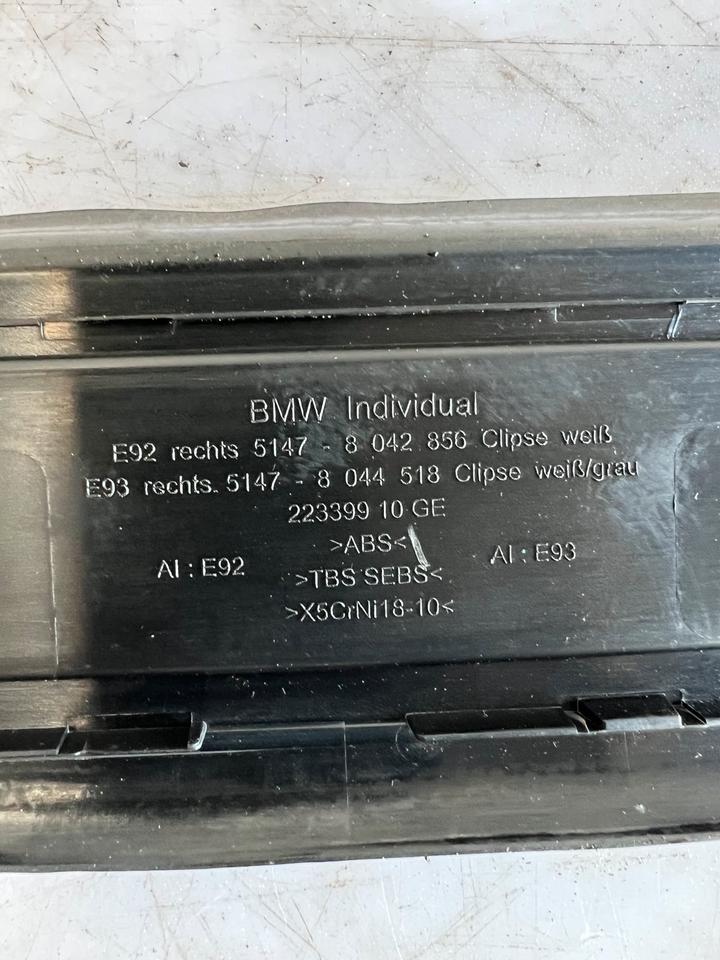 BMW Individual
E92 rechts 5147 - 8 042 856 Clipse weiß
E93 rechts. 5147 - 8 044 518 Clipse weiß/grau
223399 10 GE
>ABS<
AI : E92
AI : E93
>TBS SEBS<
>X5CrNi18-10<